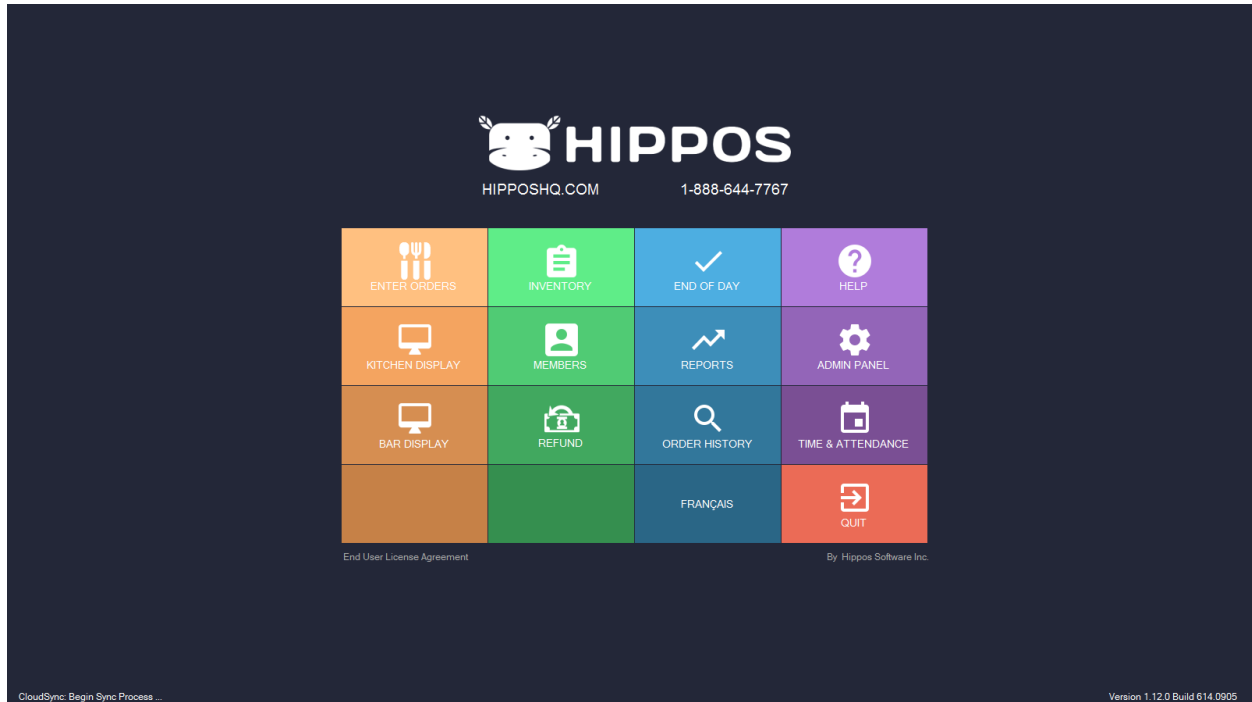 HIPPOS
HIPPOSHQ.COM 1-888-644-7767
ENTER ORDERS INVENTORY END OF DAY HELP
KITCHEN DISPLAY MEMBERS REPORTS ADMIN PANEL
BAR DISPLAY REFUND ORDER HISTORY TIME & ATTENDANCE
FRANÇAIS QUIT
End User License Agreement By Hippos Software Inc.
CloudSync: Begin Sync Process ... Version 1.12.0 Build 614.0905